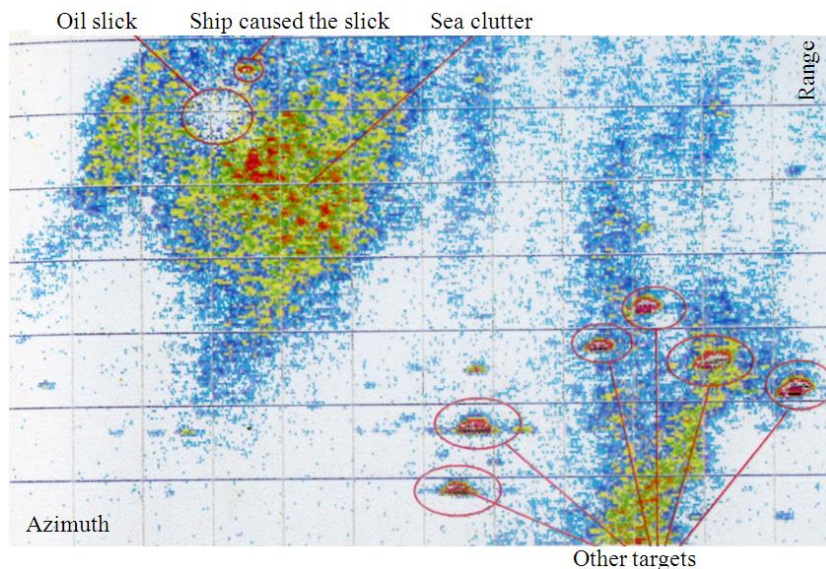 Oil slick
Ship caused the slick
Sea clutter
Range
Azimuth
Other targets